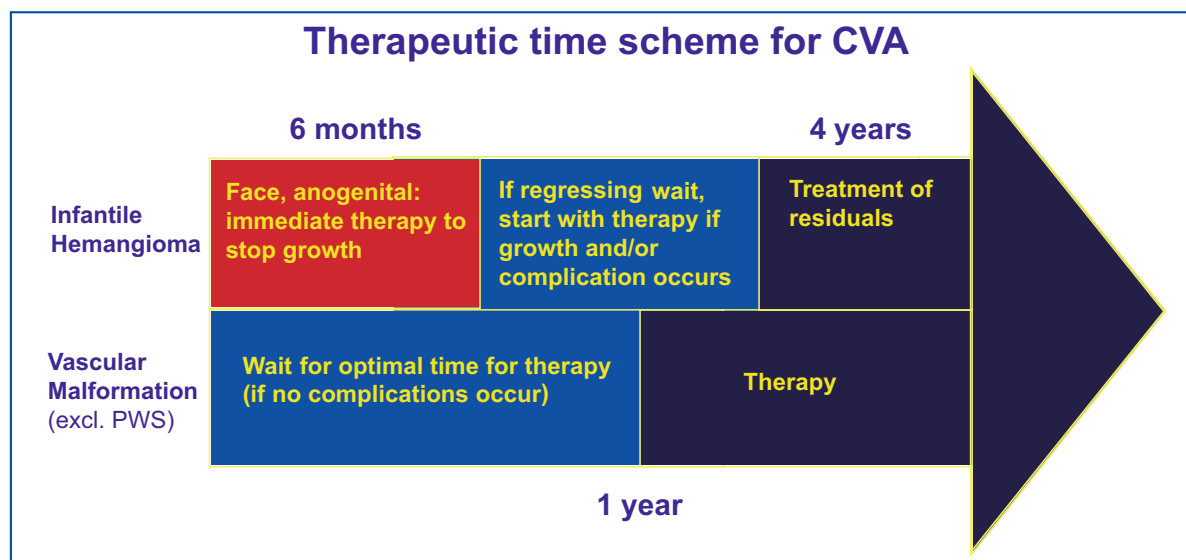 Therapeutic time scheme for CVA
6 months
4 years
Infantile
Hemangioma
Face, anogenital:
immediate therapy to
stop growth
If regressing wait,
start with therapy if
growth and/or
complication occurs
Treatment of
residuals
Vascular
Malformation
(excl. PWS)
Wait for optimal time for therapy
(if no complications occur)
Therapy
1 year